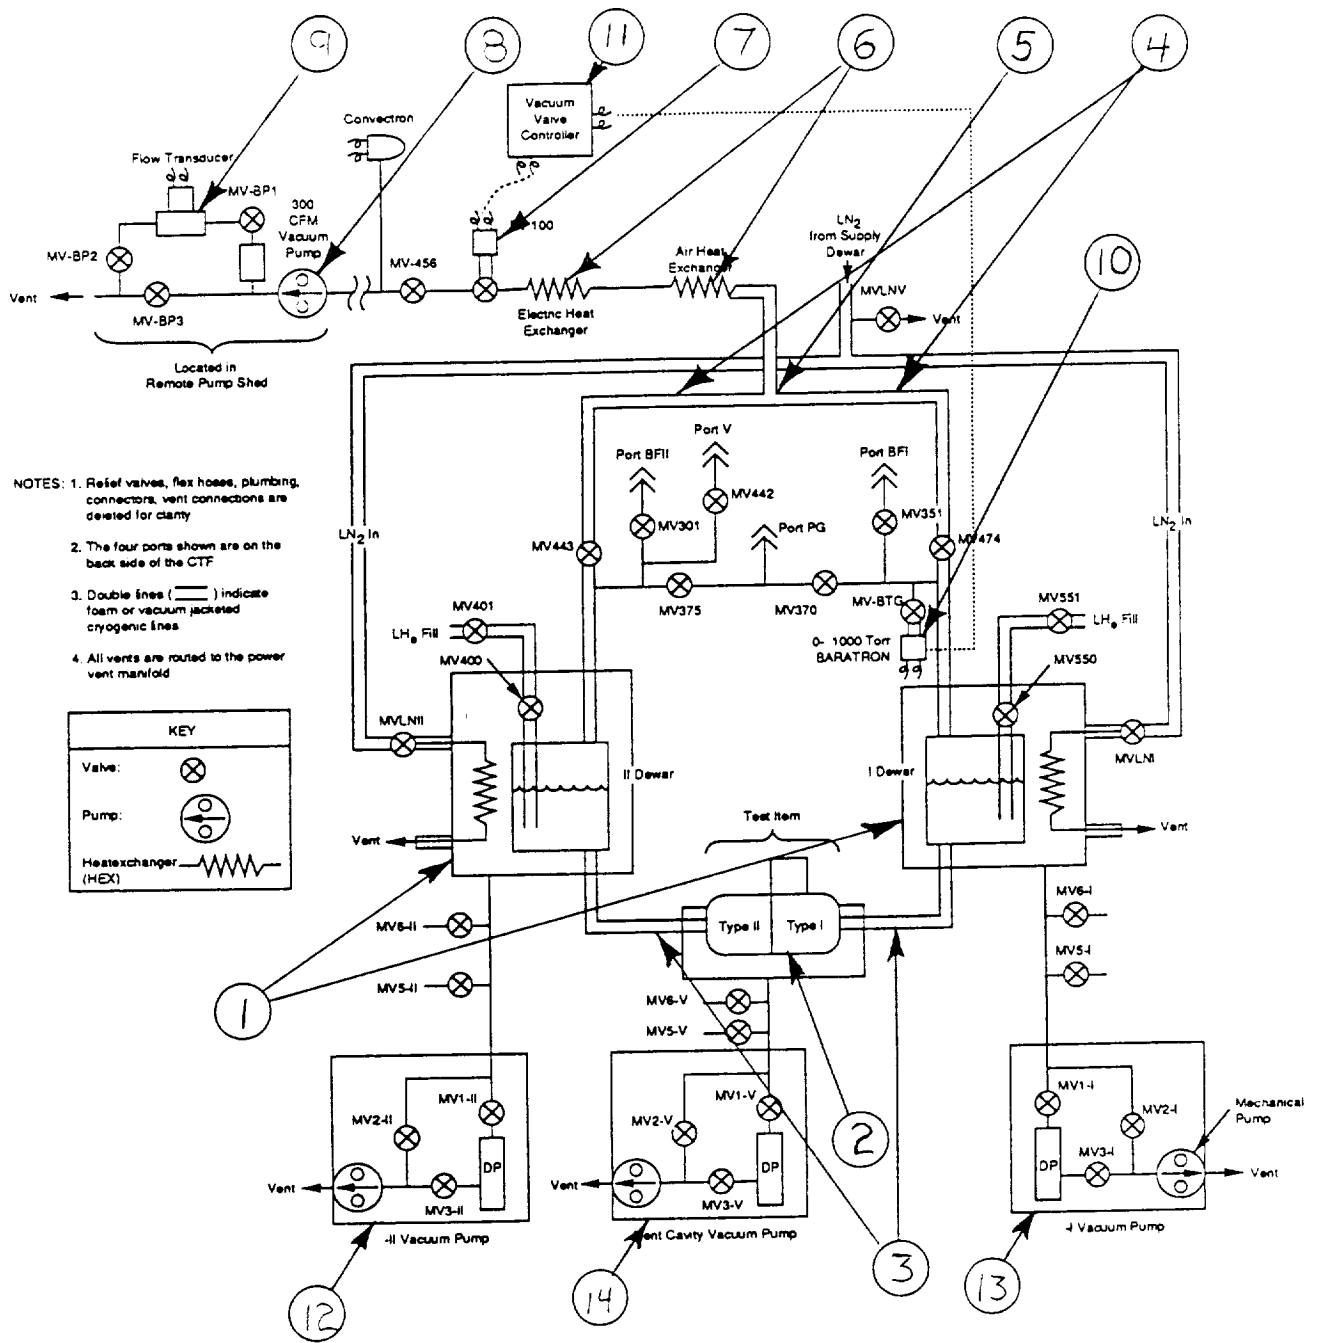 9
8
11
7
6
5
4
Vacuum
Valve
Controller
Convectron
Flow Transducer
MV-BP1
300
CFM
Vacuum
Pump
100
LN2
from Supply
Dewar
10
MV-BP2
MV-456
Air Heat
Exchanger
MVLNV
Vent
Vent
MV-BP3
Electric Heat
Exchanger
Located in
Remote Pump Shed
Port V
Port BFII
Port BFI
NOTES: 1. Relief valves, flex hoses, plumbing,
connectors, vent connections are
deleted for clarity
2. The four ports shown are on the
back side of the CTF
3. Double lines ( ) indicate
foam or vacuum jacketed
cryogenic lines
4. All vents are routed to the power
vent manifold
MV442
MV301
MV351
Port PG
LN2 In
LN2 In
MV443
MV474
MV375
MV370
MV-BTG
MV401
MV551
LHe Fill
LHe Fill
0- 1000 Torr
BARATRON
MV400
MV550
KEY
Valve:
Pump:
Heatexchanger
(HEX)
MVLNII
MVLNI
II Dewar
I Dewar
Vent
Test Item
Vent
Type II
Type I
MV6-II
MV6-I
MV5-II
MV5-I
1
MV6-V
MV5-V
MV1-II
MV2-II
MV1-V
MV2-V
MV1-I
MV2-I
Mechanical
Pump
2
DP
DP
DP
MV3-I
Vent
MV3-II
Vent
MV3-V
Vent
-II Vacuum Pump
ent Cavity Vacuum Pump
-I Vacuum Pump
3
12
14
13